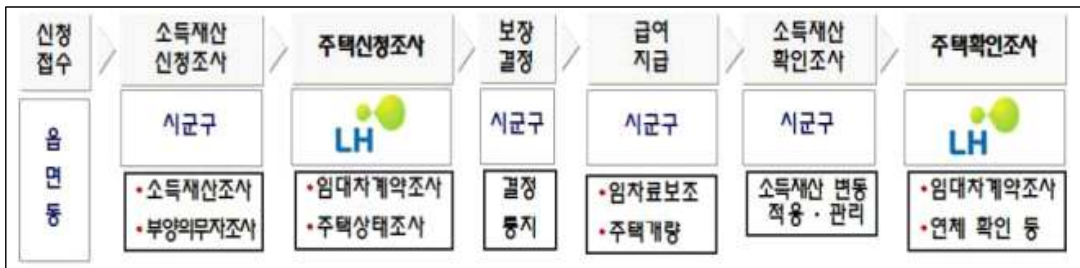 신청
접수
소득재산
신청조사
주택신청조사
보장
결정
급여
지급
소득재산
확인조사
주택확인조사
읍
면
동
시군구
LH
시군구
시군구
시군구
LH
•소득재산조사
•부양의무자조사
•임대차계약조사
•주택상태조사
결정
통지
•임차료보조
•주택개량
소득재산 변동
적용·관리
•임대차계약조사
•연체 확인 등